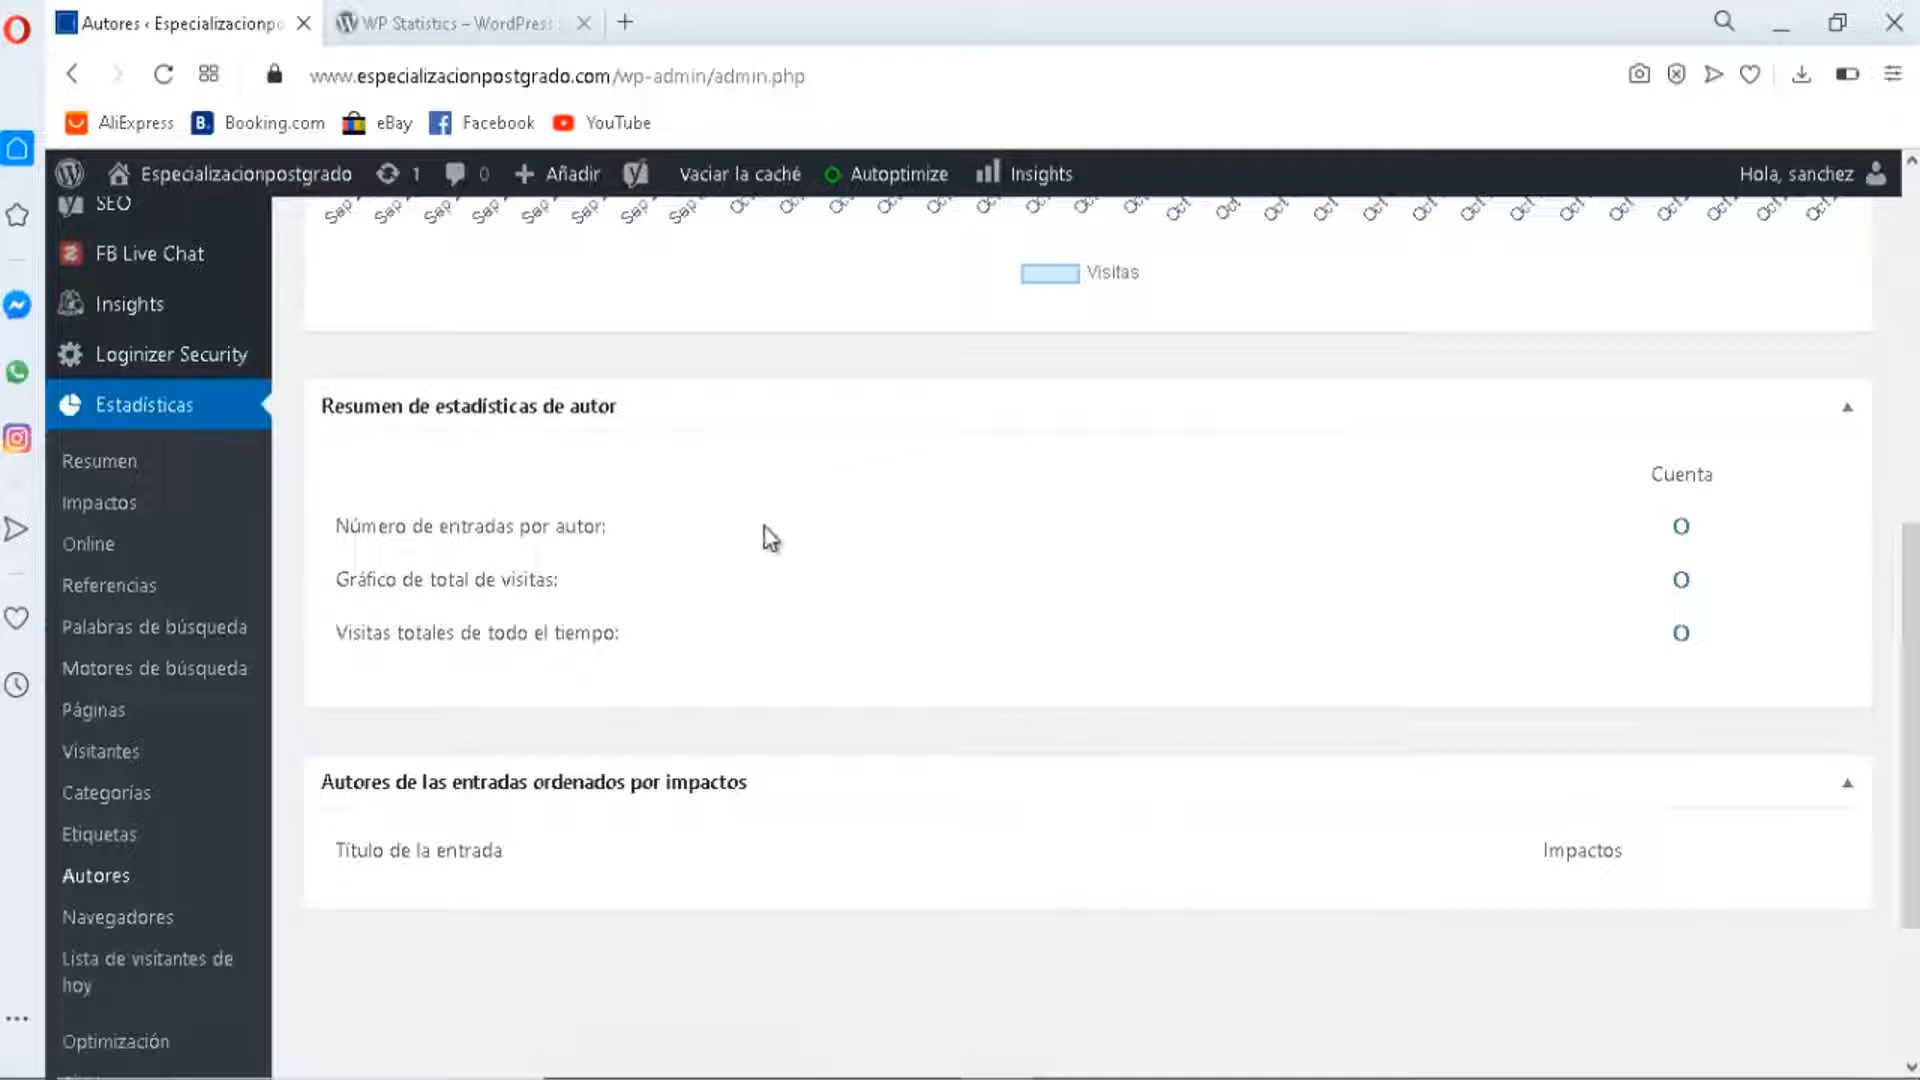 Autores ‹ Especializacionpo
WP Statistics – WordPress
www.especializacionpostgrado.com/wp-admin/admin.php
AliExpress
Booking.com
eBay
Facebook
YouTube
Especializacionpostgrado
1
0
Añadir
Vaciar la caché
Autoptimize
Insights
Hola, sanchez
SEO
FB Live Chat
Insights
Loginizer Security
Estadísticas
Resumen
Impactos
Online
Referencias
Palabras de búsqueda
Motores de búsqueda
Páginas
Visitantes
Categorías
Etiquetas
Autores
Navegadores
Lista de visitantes de
hoy
Optimización
Visitas
Resumen de estadísticas de autor
Cuenta
Número de entradas por autor: 0
Gráfico de total de visitas: 0
Visitas totales de todo el tiempo: 0
Autores de las entradas ordenados por impactos
Título de la entrada Impactos